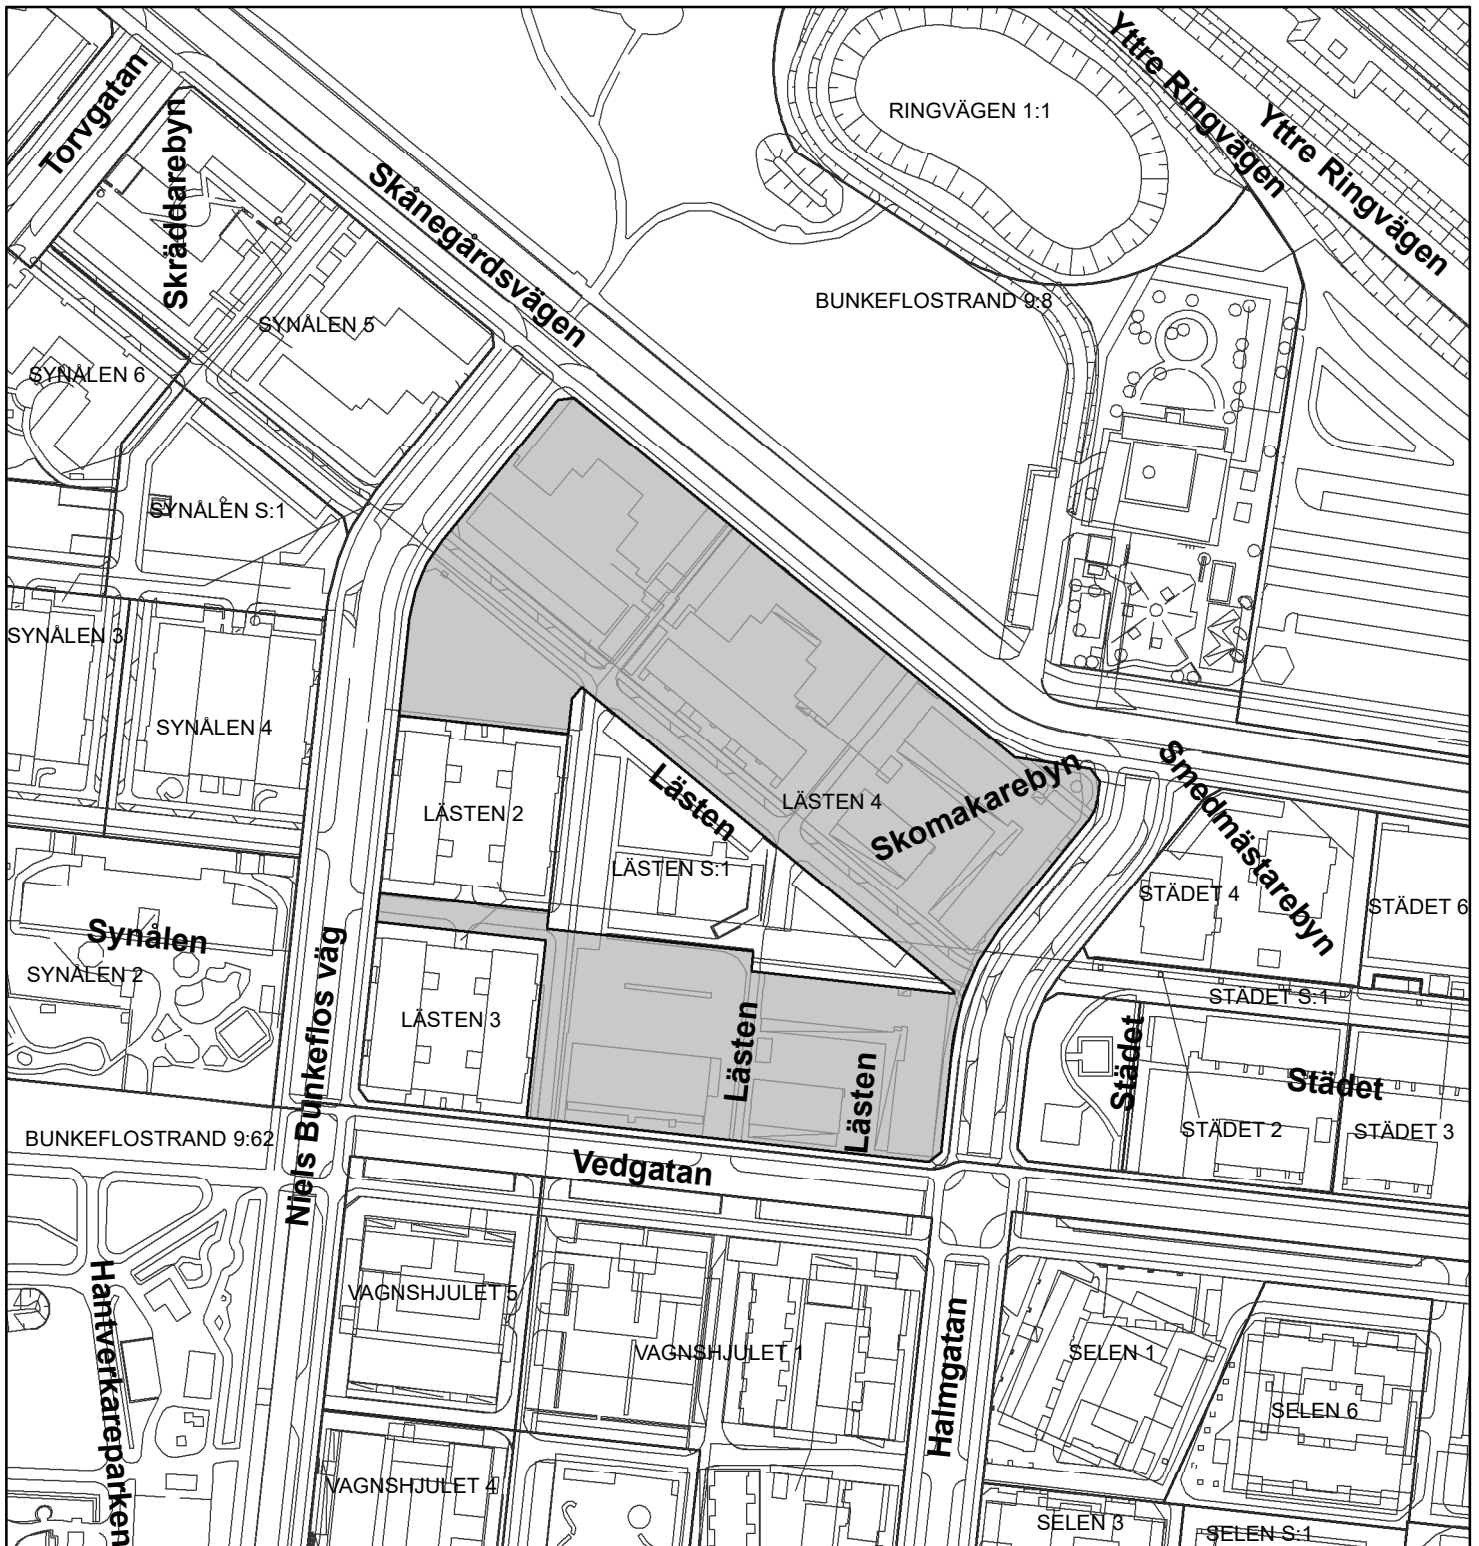 Yttre Ringvägen
Yttre Ringvägen
RINGVÄGEN 1:1
Torvgatan
Skräddarebyn
Skånegårdsvägen
BUNKEFLOSTRAND 9:8
SYNÅLEN 5
SYNÅLEN 6
SYNÅLEN S:1
SYNÅLEN 3
SYNÅLEN 4
LÄSTEN 2
Lästen
LÄSTEN 4
Skomakarebyn
Smedmästarebyn
LÄSTEN S:1
STÄDET 4
STÄDET 6
Synålen
SYNÅLEN 2
Niels Bunkeflos väg
LÄSTEN 3
STÄDET S:1
Lästen
Lästen
Städet
Städet
BUNKEFLOSTRAND 9:62
STÄDET 2
STÄDET 3
Vedgatan
Hantverkareparken
VAGNSHJULET 5
VAGNSHJULET 1
Halmgatan
SELEN 1
SELEN 6
VAGNSHJULET 4
SELEN 3
SELEN S:1